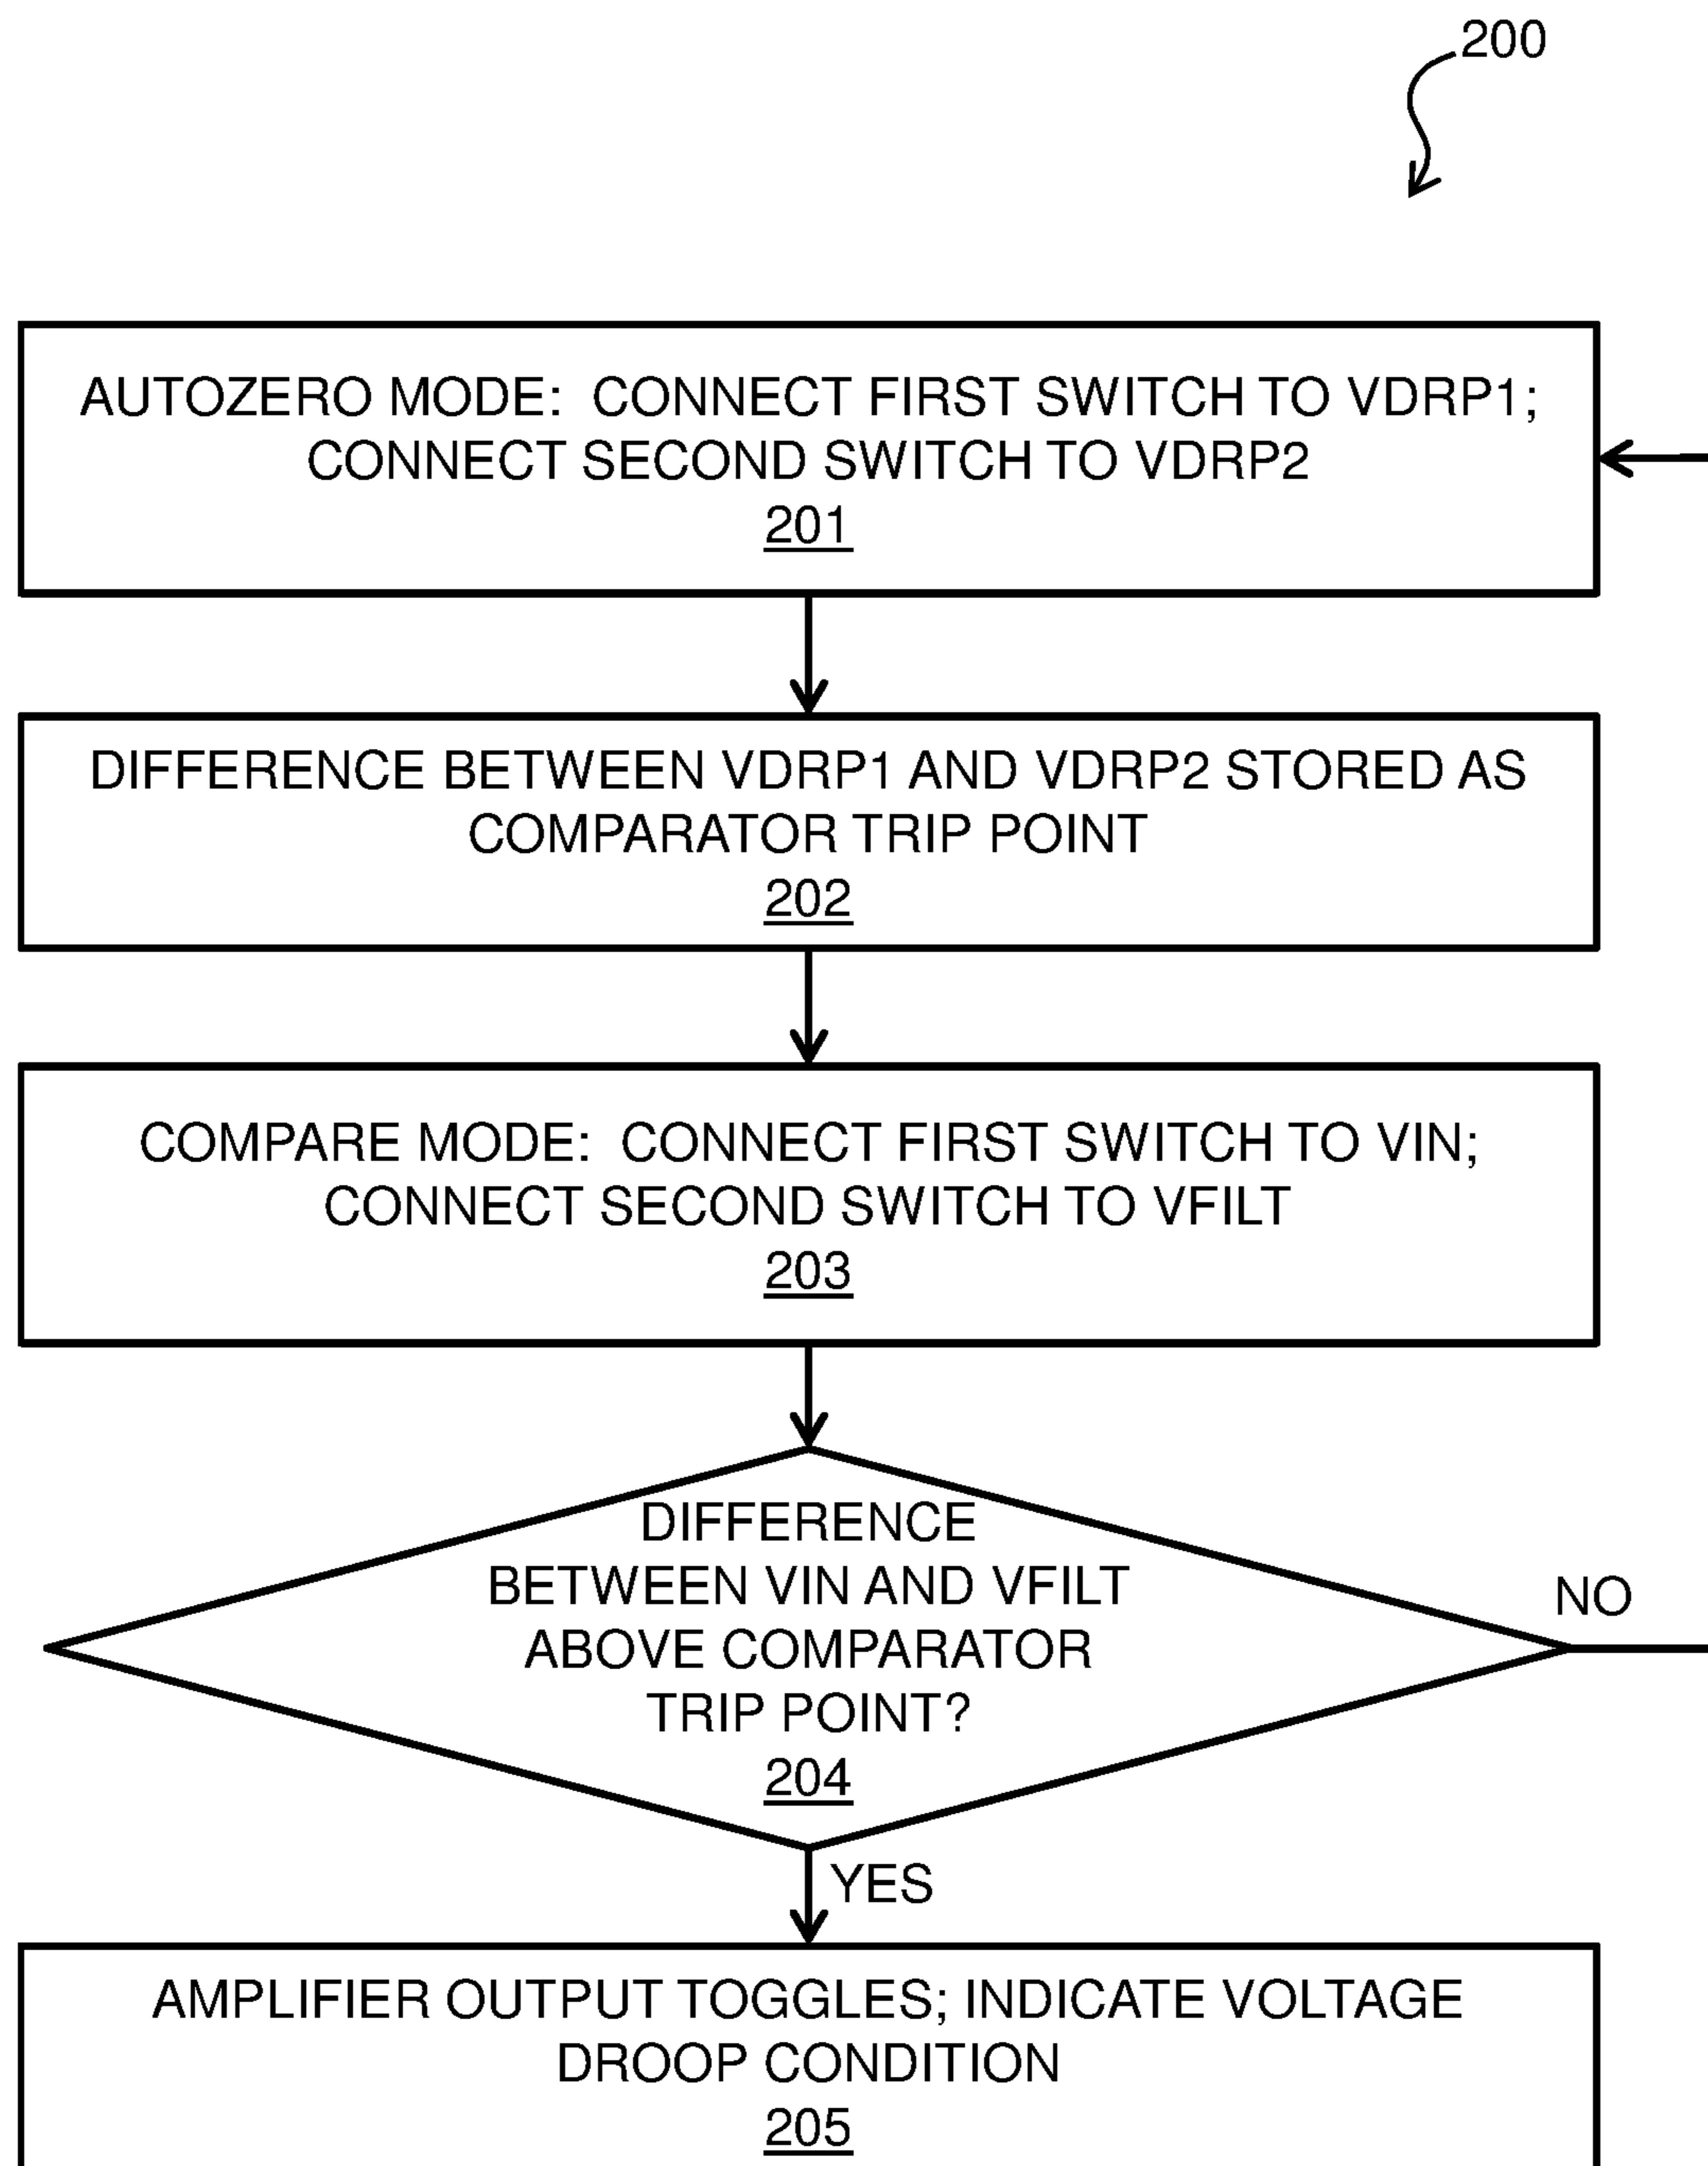 200
AUTOZERO MODE: CONNECT FIRST SWITCH TO VDRP1;
CONNECT SECOND SWITCH TO VDRP2
201
DIFFERENCE BETWEEN VDRP1 AND VDRP2 STORED AS
COMPARATOR TRIP POINT
202
COMPARE MODE: CONNECT FIRST SWITCH TO VIN;
CONNECT SECOND SWITCH TO VFILT
203
DIFFERENCE
BETWEEN VIN AND VFILT
ABOVE COMPARATOR
TRIP POINT?
204
NO
YES
AMPLIFIER OUTPUT TOGGLES; INDICATE VOLTAGE
DROOP CONDITION
205